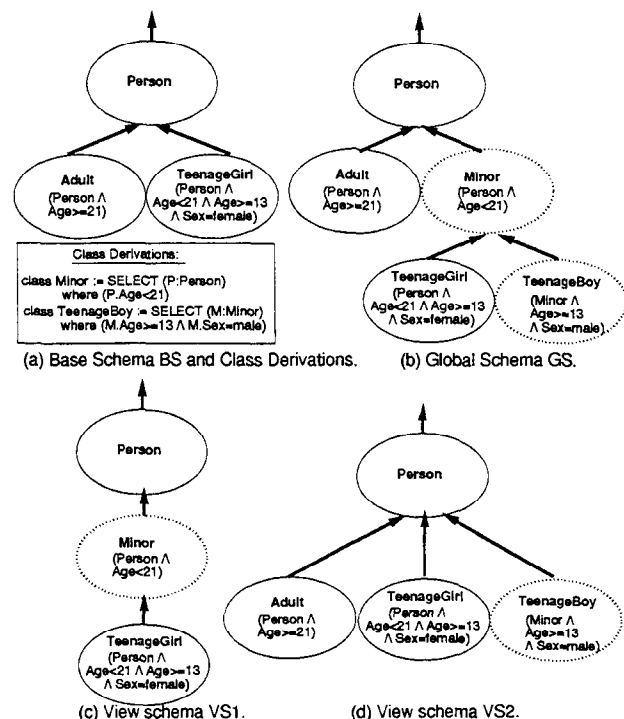 Person
Adult
(Person Λ
Age>=21)
TeenageGirl
(Person Λ
Age<21 Λ Age>=13
Λ Sex=female)
Class Derivations:
class Minor := SELECT (P:Person)
where (P.Age<21)
class TeenageBoy := SELECT (M:Minor)
where (M.Age>=13 Λ M.Sex=male)
(a) Base Schema BS and Class Derivations.
Person
Adult
(Person Λ
Age>=21)
Minor
(Person Λ
Age<21)
TeenageGirl
(Person Λ
Age<21 Λ Age>=13
Λ Sex=female)
TeenageBoy
(Minor Λ
Age>=13
Λ Sex=male)
(b) Global Schema GS.
Person
Minor
(Person Λ
Age<21)
TeenageGirl
(Person Λ
Age<21 Λ Age>=13
Λ Sex=female)
(c) View schema VS1.
Person
Adult
(Person Λ
Age>=21)
TeenageGirl
(Person Λ
Age<21 Λ Age>=13
Λ Sex=female)
TeenageBoy
(Minor Λ
Age>=13
Λ Sex=male)
(d) View schema VS2.